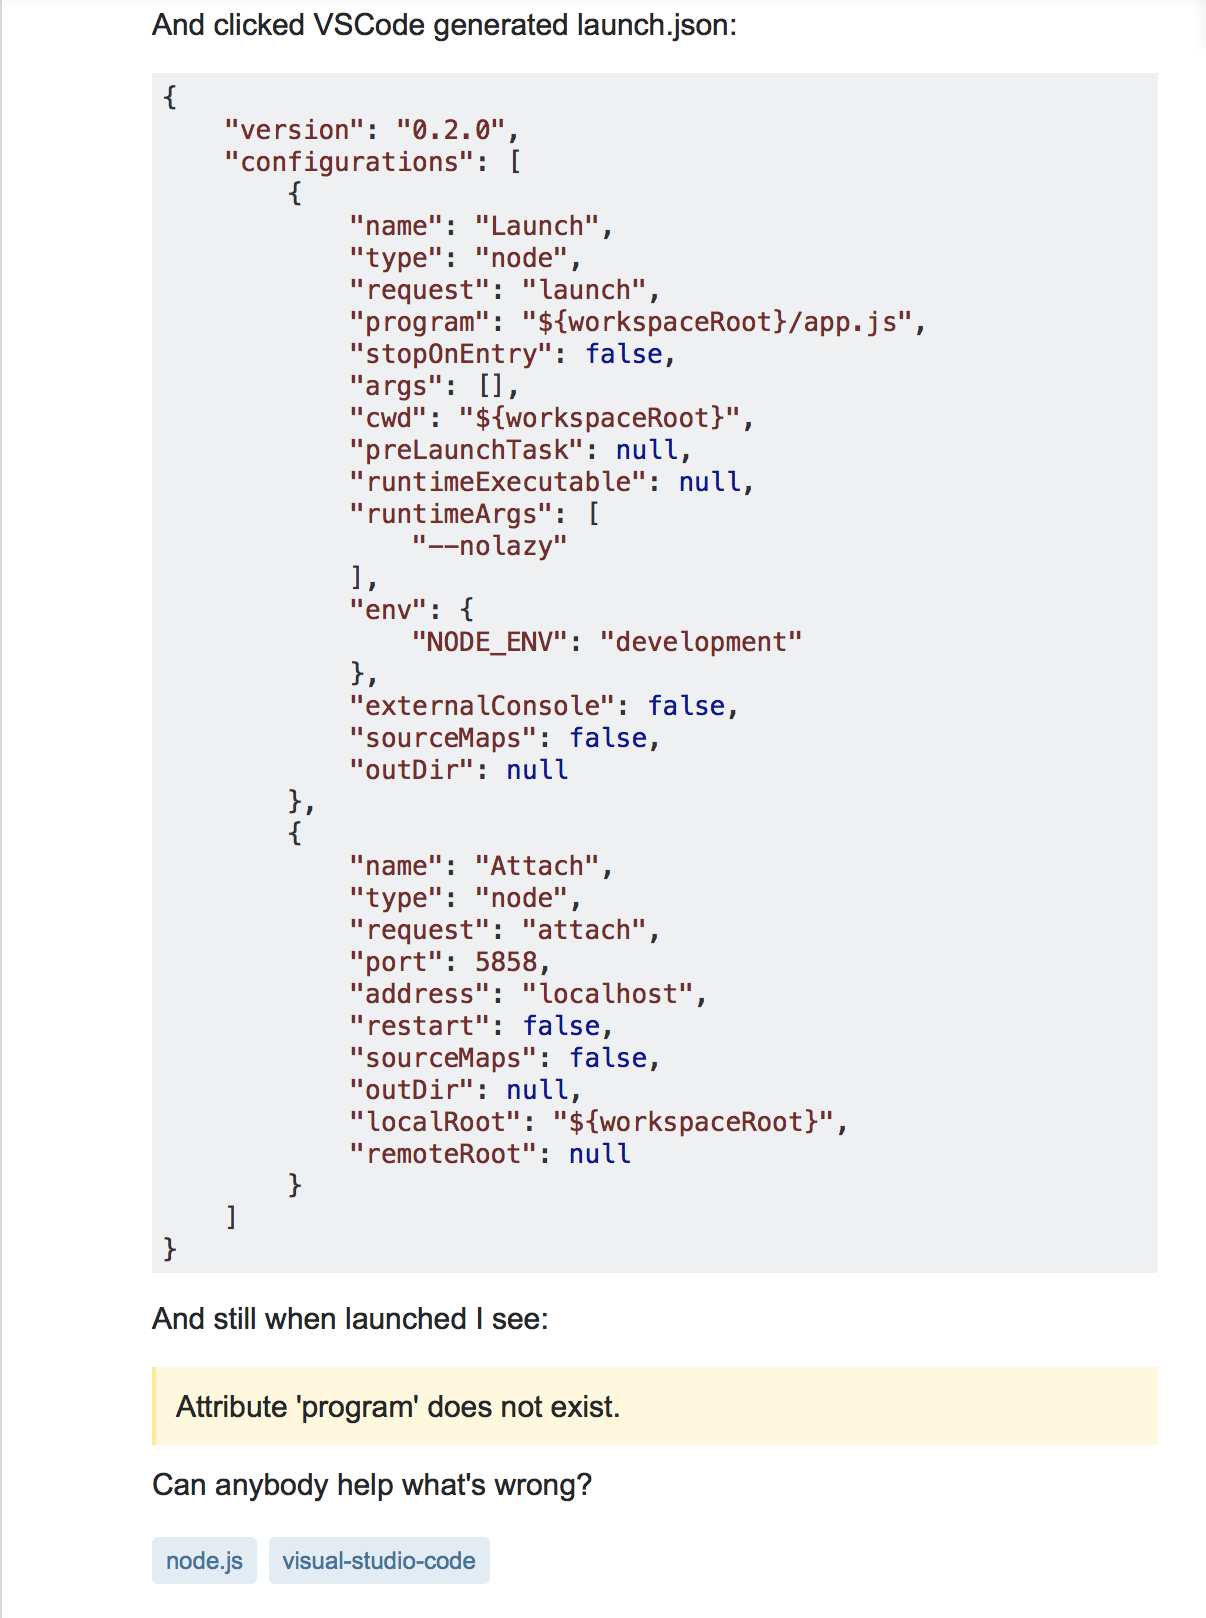 And clicked VSCode generated launch.json:
{
    "version": "0.2.0",
    "configurations": [
        {
            "name": "Launch",
            "type": "node",
            "request": "launch",
            "program": "${workspaceRoot}/app.js",
            "stopOnEntry": false,
            "args": [],
            "cwd": "${workspaceRoot}",
            "preLaunchTask": null,
            "runtimeExecutable": null,
            "runtimeArgs": [
                "--nolazy"
            ],
            "env": {
                "NODE_ENV": "development"
            },
            "externalConsole": false,
            "sourceMaps": false,
            "outDir": null
        },
        {
            "name": "Attach",
            "type": "node",
            "request": "attach",
            "port": 5858,
            "address": "localhost",
            "restart": false,
            "sourceMaps": false,
            "outDir": null,
            "localRoot": "${workspaceRoot}",
            "remoteRoot": null
        }
    ]
}
And still when launched I see:
Attribute 'program' does not exist.
Can anybody help what's wrong?
node.js visual-studio-code